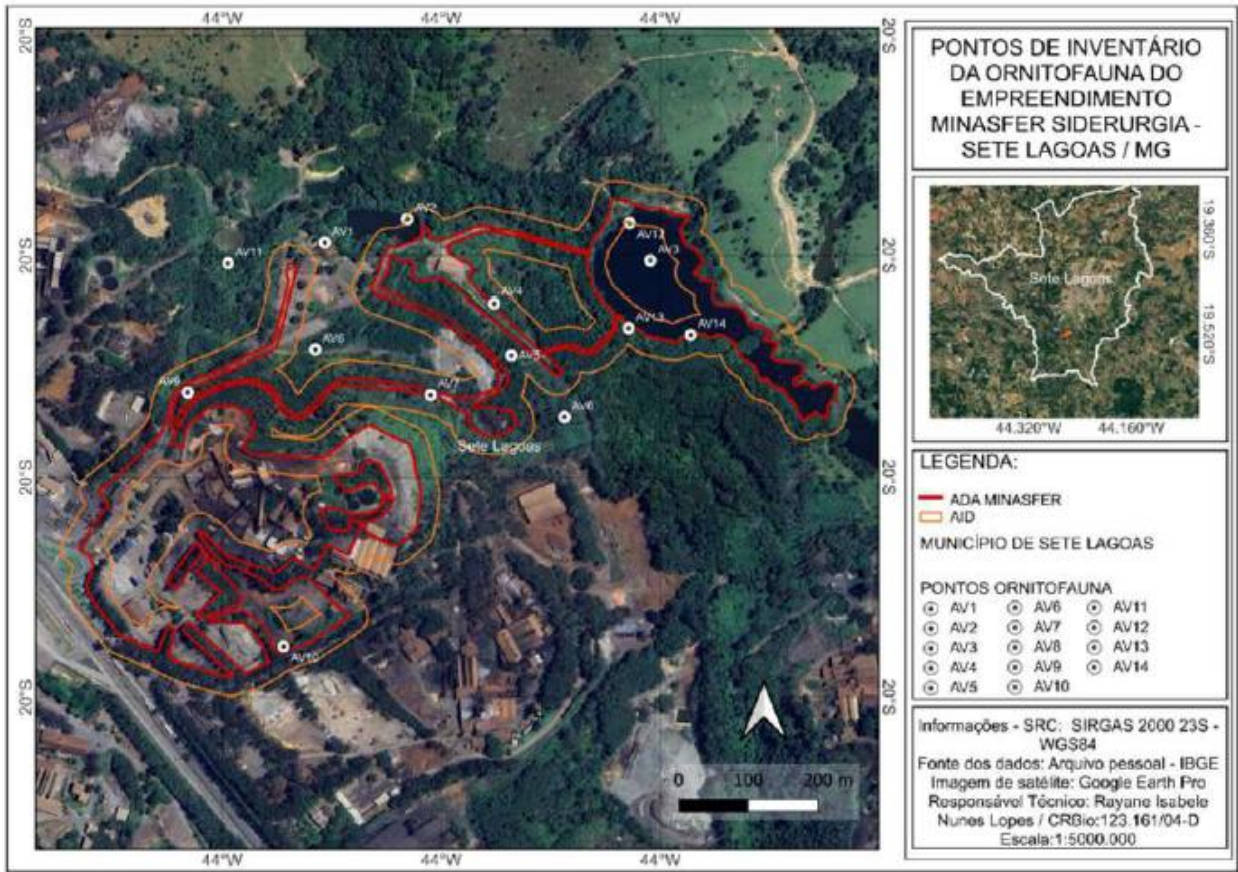 44°W
44°W
44°W
20°S
20°S
AV2
AV1
AV12
AV11
AV3
20°S
20°S
AV4
AV13
AV14
AV6
AV5
AV7
AV6
Sete Lagoas
20°S
20°S
AV10
20°S
20°S
0 100 200 m
44°W
44°W
44°W
PONTOS DE INVENTÁRIO
DA ORNITOFAUNA DO
EMPREENDIMENTO
MINASFER SIDERURGIA -
SETE LAGOAS / MG
19.360°S
Sete Lagoas
19.520°S
44.320°W 44.160°W
LEGENDA:
ADA MINASFER
AID
MUNICÍPIO DE SETE LAGOAS
PONTOS ORNITOFAUNA
AV1 AV6 AV11
AV2 AV7 AV12
AV3 AV8 AV13
AV4 AV9 AV14
AV5 AV10
Informações - SRC: SIRGAS 2000 23S -
WGS84
Fonte dos dados: Arquivo pessoal - IBGE
Imagem de satélite: Google Earth Pro
Responsável Técnico: Rayane Isabele
Nunes Lopes / CRBio:123.161/04-D
Escala:1:5000.000